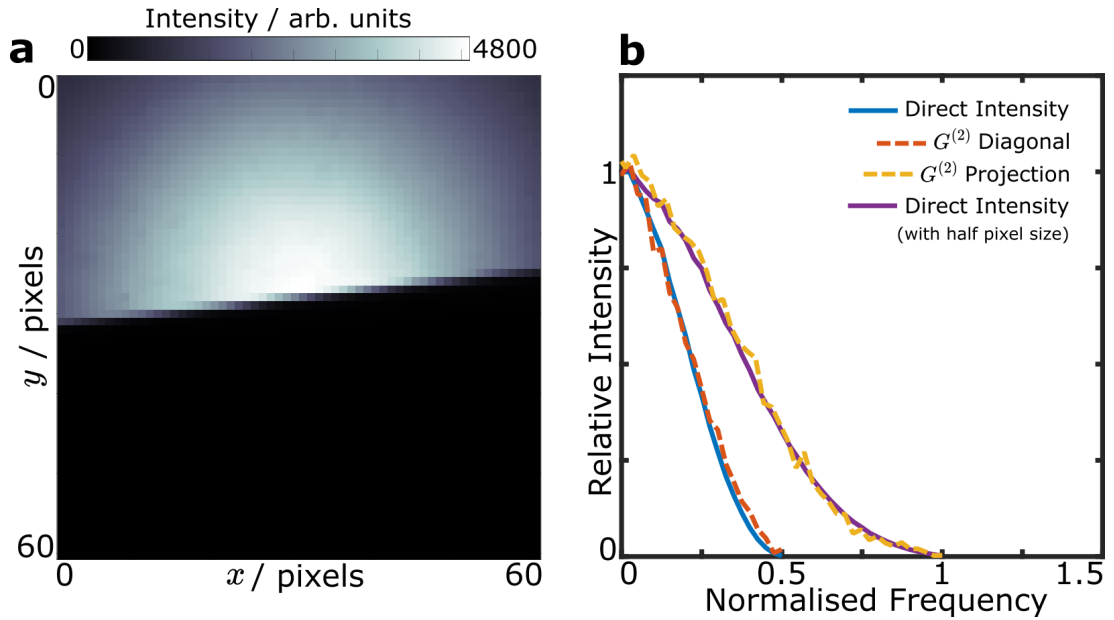 a
Intensity / arb. units
0 4800
0
y / pixels
60
0 x / pixels 60
b
Direct Intensity
G(2) Diagonal
G(2) Projection
Direct Intensity
(with half pixel size)
1
Relative Intensity
0
0 0.5 1 1.5
Normalised Frequency